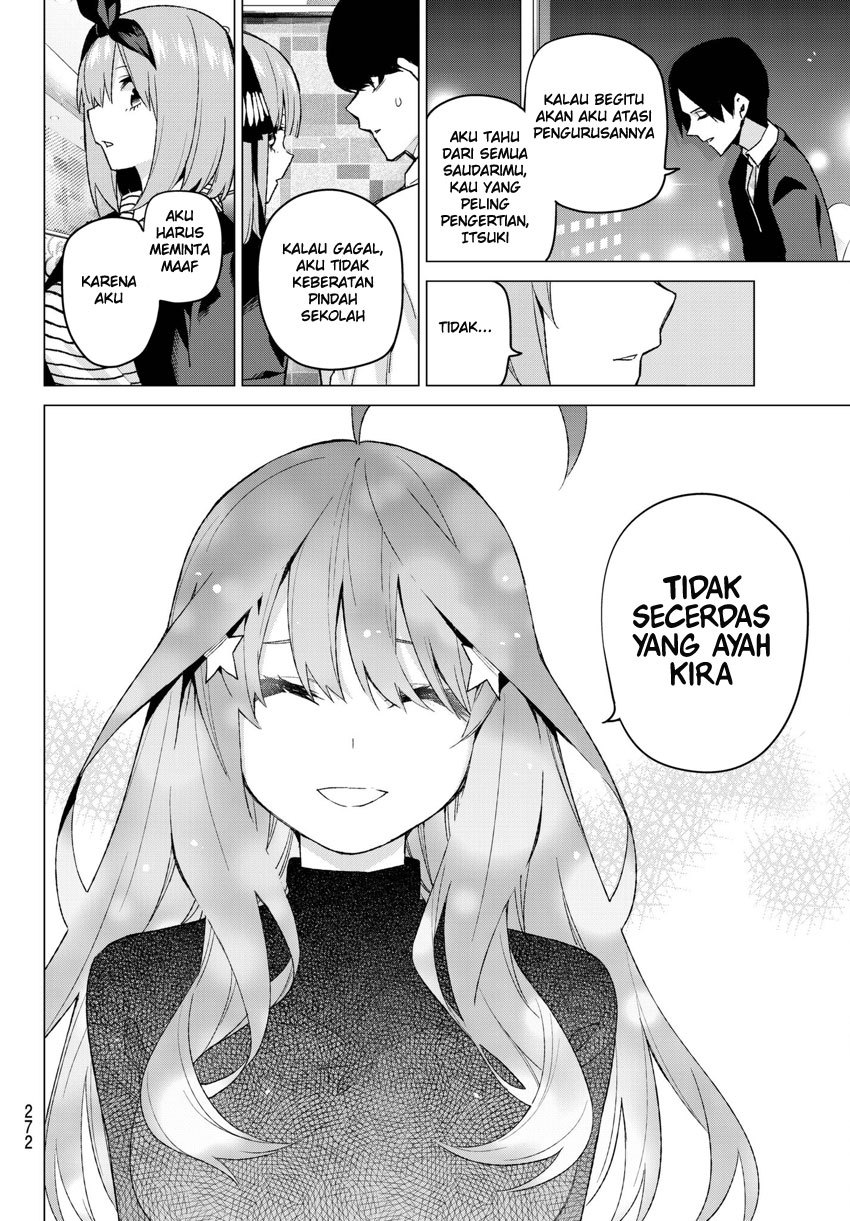 KALAU BEGITU
AKAN AKU ATASI
PENGURUSANNYA
AKU TAHU
DARI SEMUA
SAUDARIMU,
KAU YANG
PELING
PENGERTIAN,
ITSUKI
KALAU GAGAL,
AKU TIDAK
KEBERATAN
PINDAH
SEKOLAH
AKU
HARUS
MEMINTA
MAAF
KARENA
AKU
TIDAK...
TIDAK
SECERDAS
YANG AYAH
KIRA
272